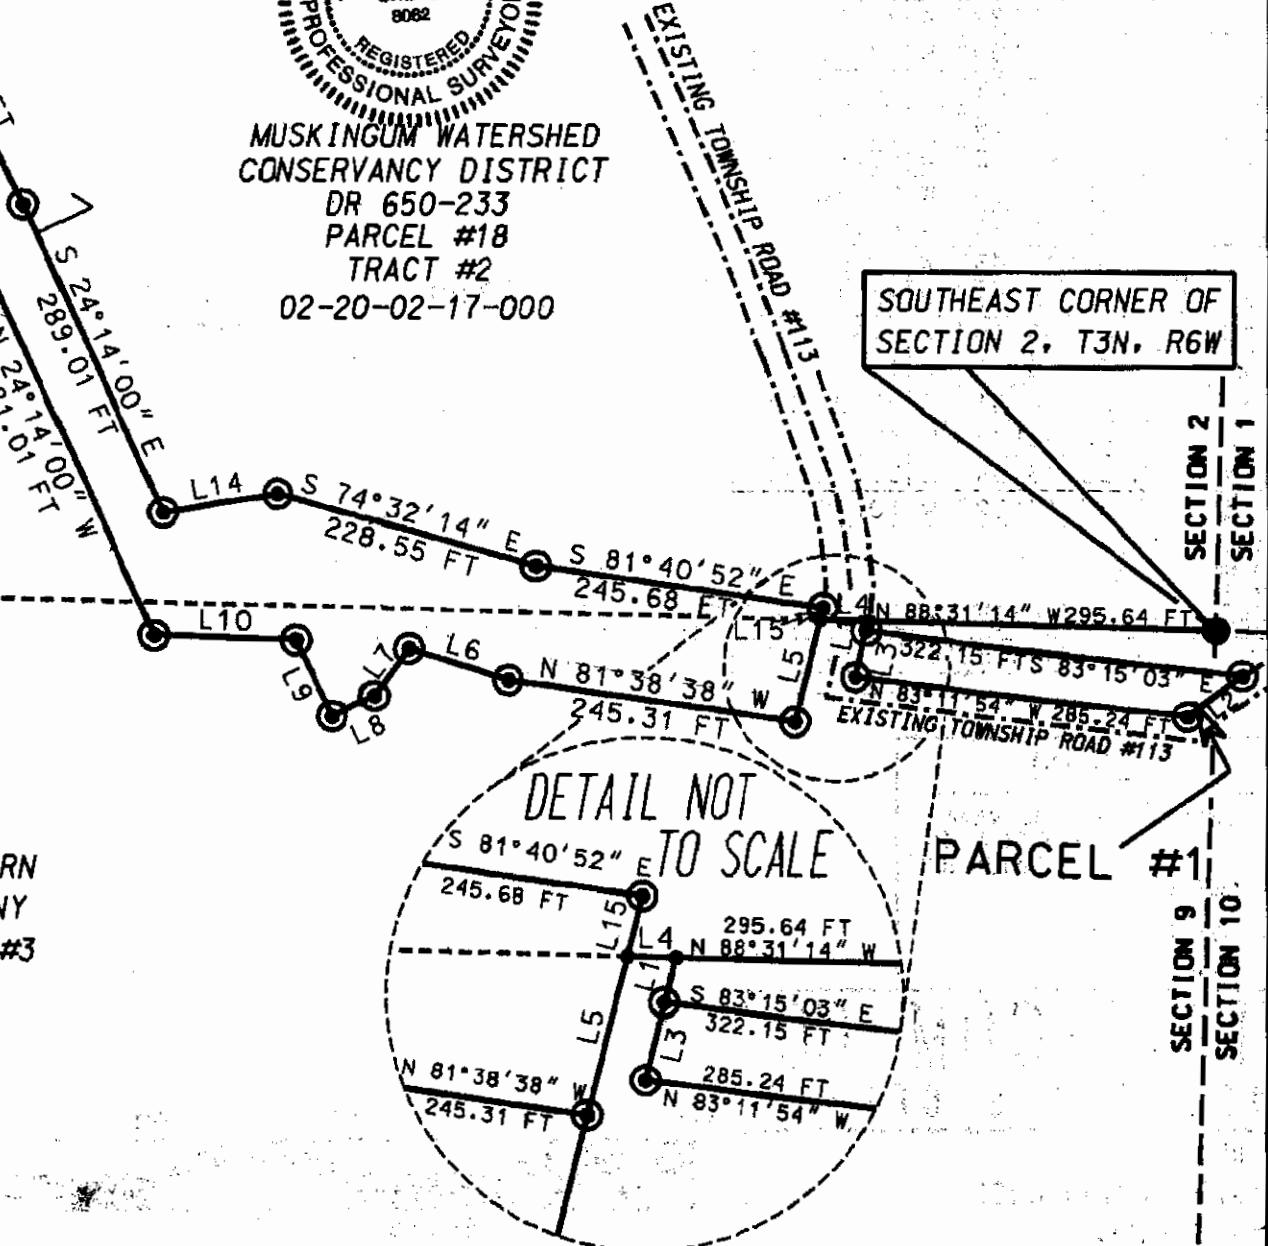 8062
REGISTERED
PROFESSIONAL SURVEYOR
MUSKINGUM WATERSHED
CONSERVANCY DISTRICT
DR 650-233
PARCEL #18
TRACT #2
02-20-02-17-000
EXISTING TOWNSHIP ROAD #113
SOUTHEAST CORNER OF
SECTION 2, T3N, R6W
SECTION 2
SECTION 1
S 24°14'00" E
289.01 FT
N 24°14'00" W
FT
L14
S 74°32'14" E
228.55 FT
S 81°40'52" E
245.68 FT
L15
L4
N 88°31'14" W 295.64 FT
322.15 FT S 83°15'03" E
L10
L9
L8
L7
L6
N 81°38'38" W
245.31 FT
L5
L3
L2
N 83°11'54" W 285.24 FT
EXISTING TOWNSHIP ROAD #113
PARCEL #1
DETAIL NOT
TO SCALE
S 81°40'52" E
245.68 FT
L15
L4
295.64 FT
N 88°31'14" W
L1
S 83°15'03" E
322.15 FT
L5
L3
N 81°38'38" W
245.31 FT
285.24 FT
N 83°11'54" W
SECTION 9
SECTION 10
#3